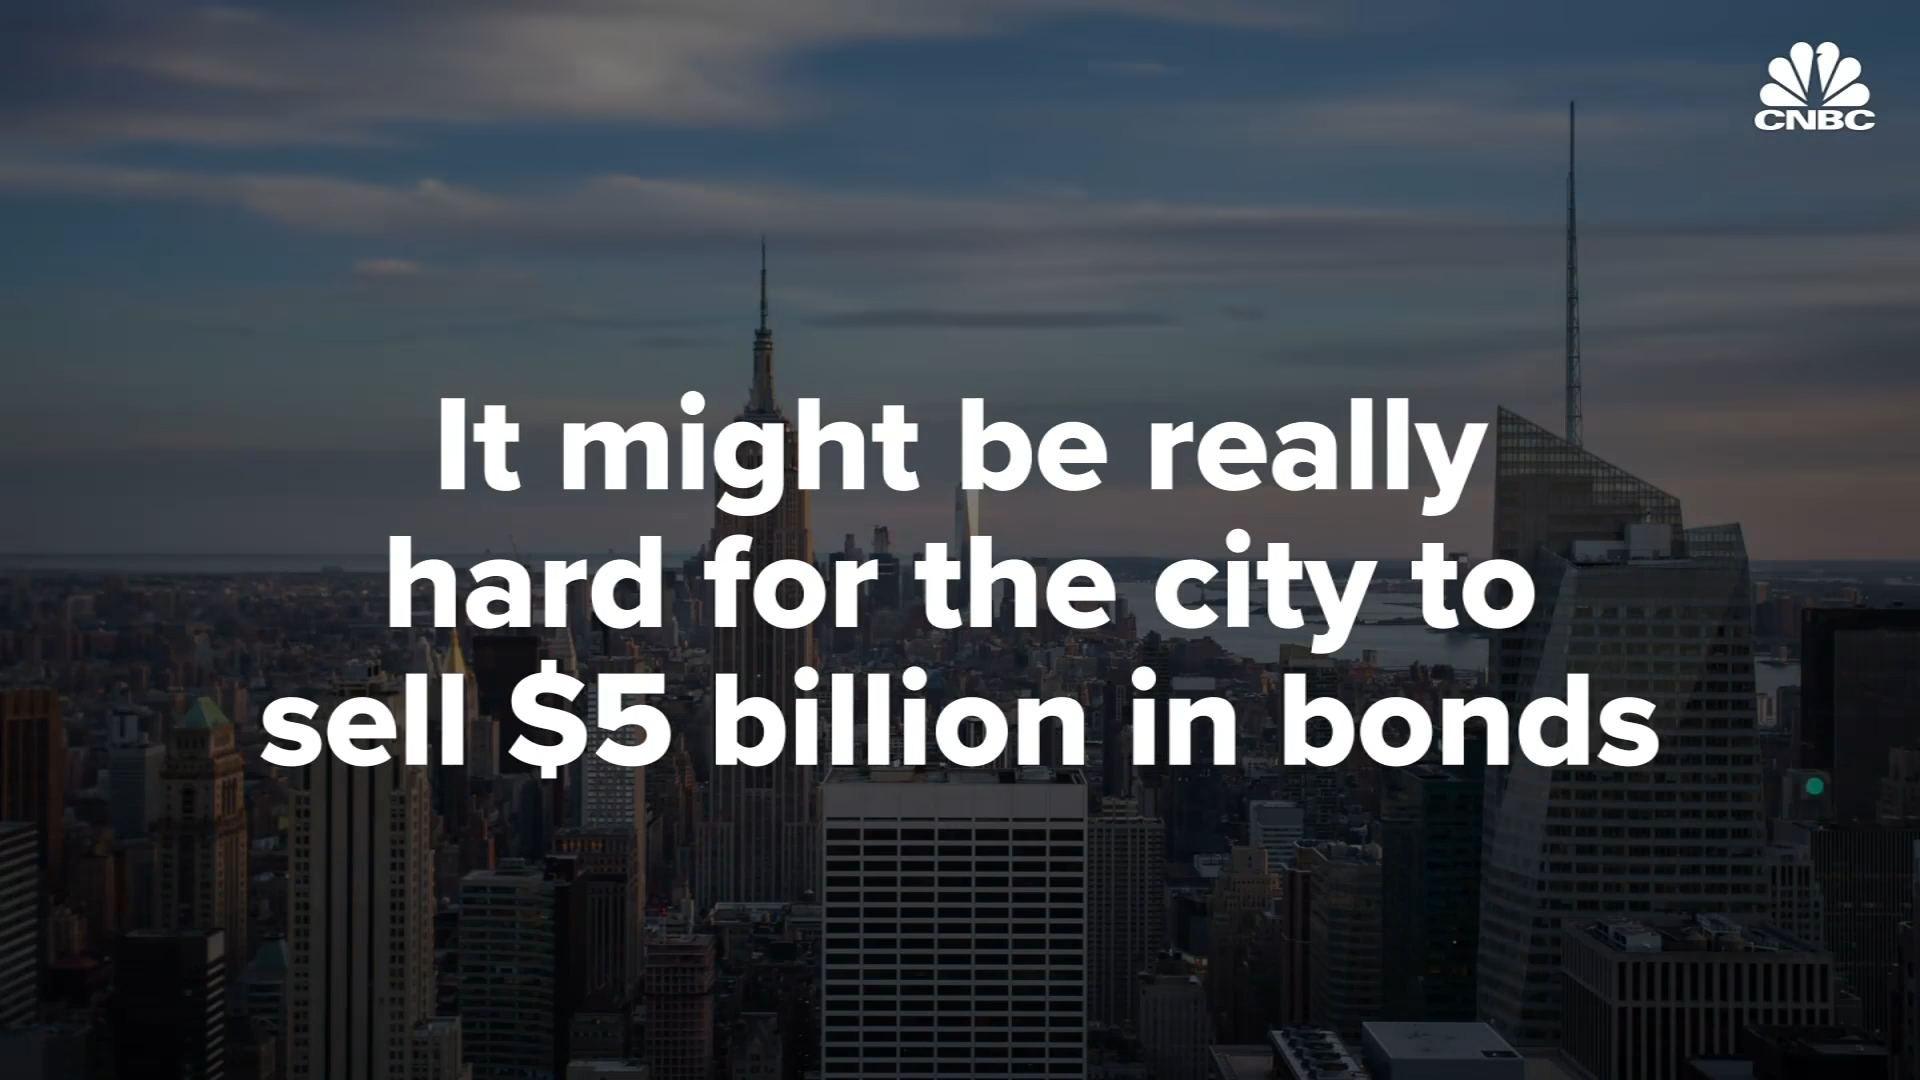 CNBC
It might be really
hard for the city to
sell $5 billion in bonds